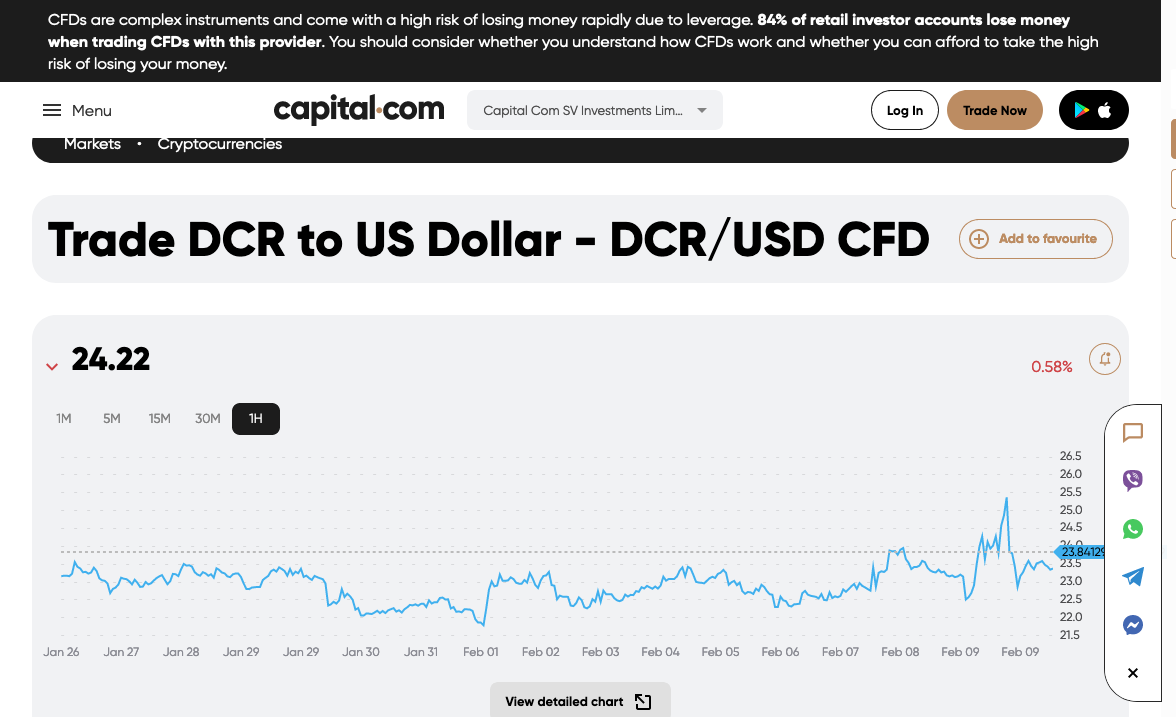 CFDs are complex instruments and come with a high risk of losing money rapidly due to leverage. 84% of retail investor accounts lose money
when trading CFDs with this provider. You should consider whether you understand how CFDs work and whether you can afford to take the high
risk of losing your money.
Menu
capital.com
Capital Com SV Investments Lim...
Log In
Trade Now
Markets • Cryptocurrencies
Trade DCR to US Dollar - DCR/USD CFD
Add to favourite
24.22
0.58%
1M 5M 15M 30M 1H
26.5
26.0
25.5
25.0
24.5
24.0
23.84129
23.5
23.0
22.5
22.0
21.5
Jan 26 Jan 27 Jan 28 Jan 29 Jan 29 Jan 30 Jan 31 Feb 01 Feb 02 Feb 03 Feb 04 Feb 05 Feb 06 Feb 07 Feb 08 Feb 09 Feb 09
View detailed chart